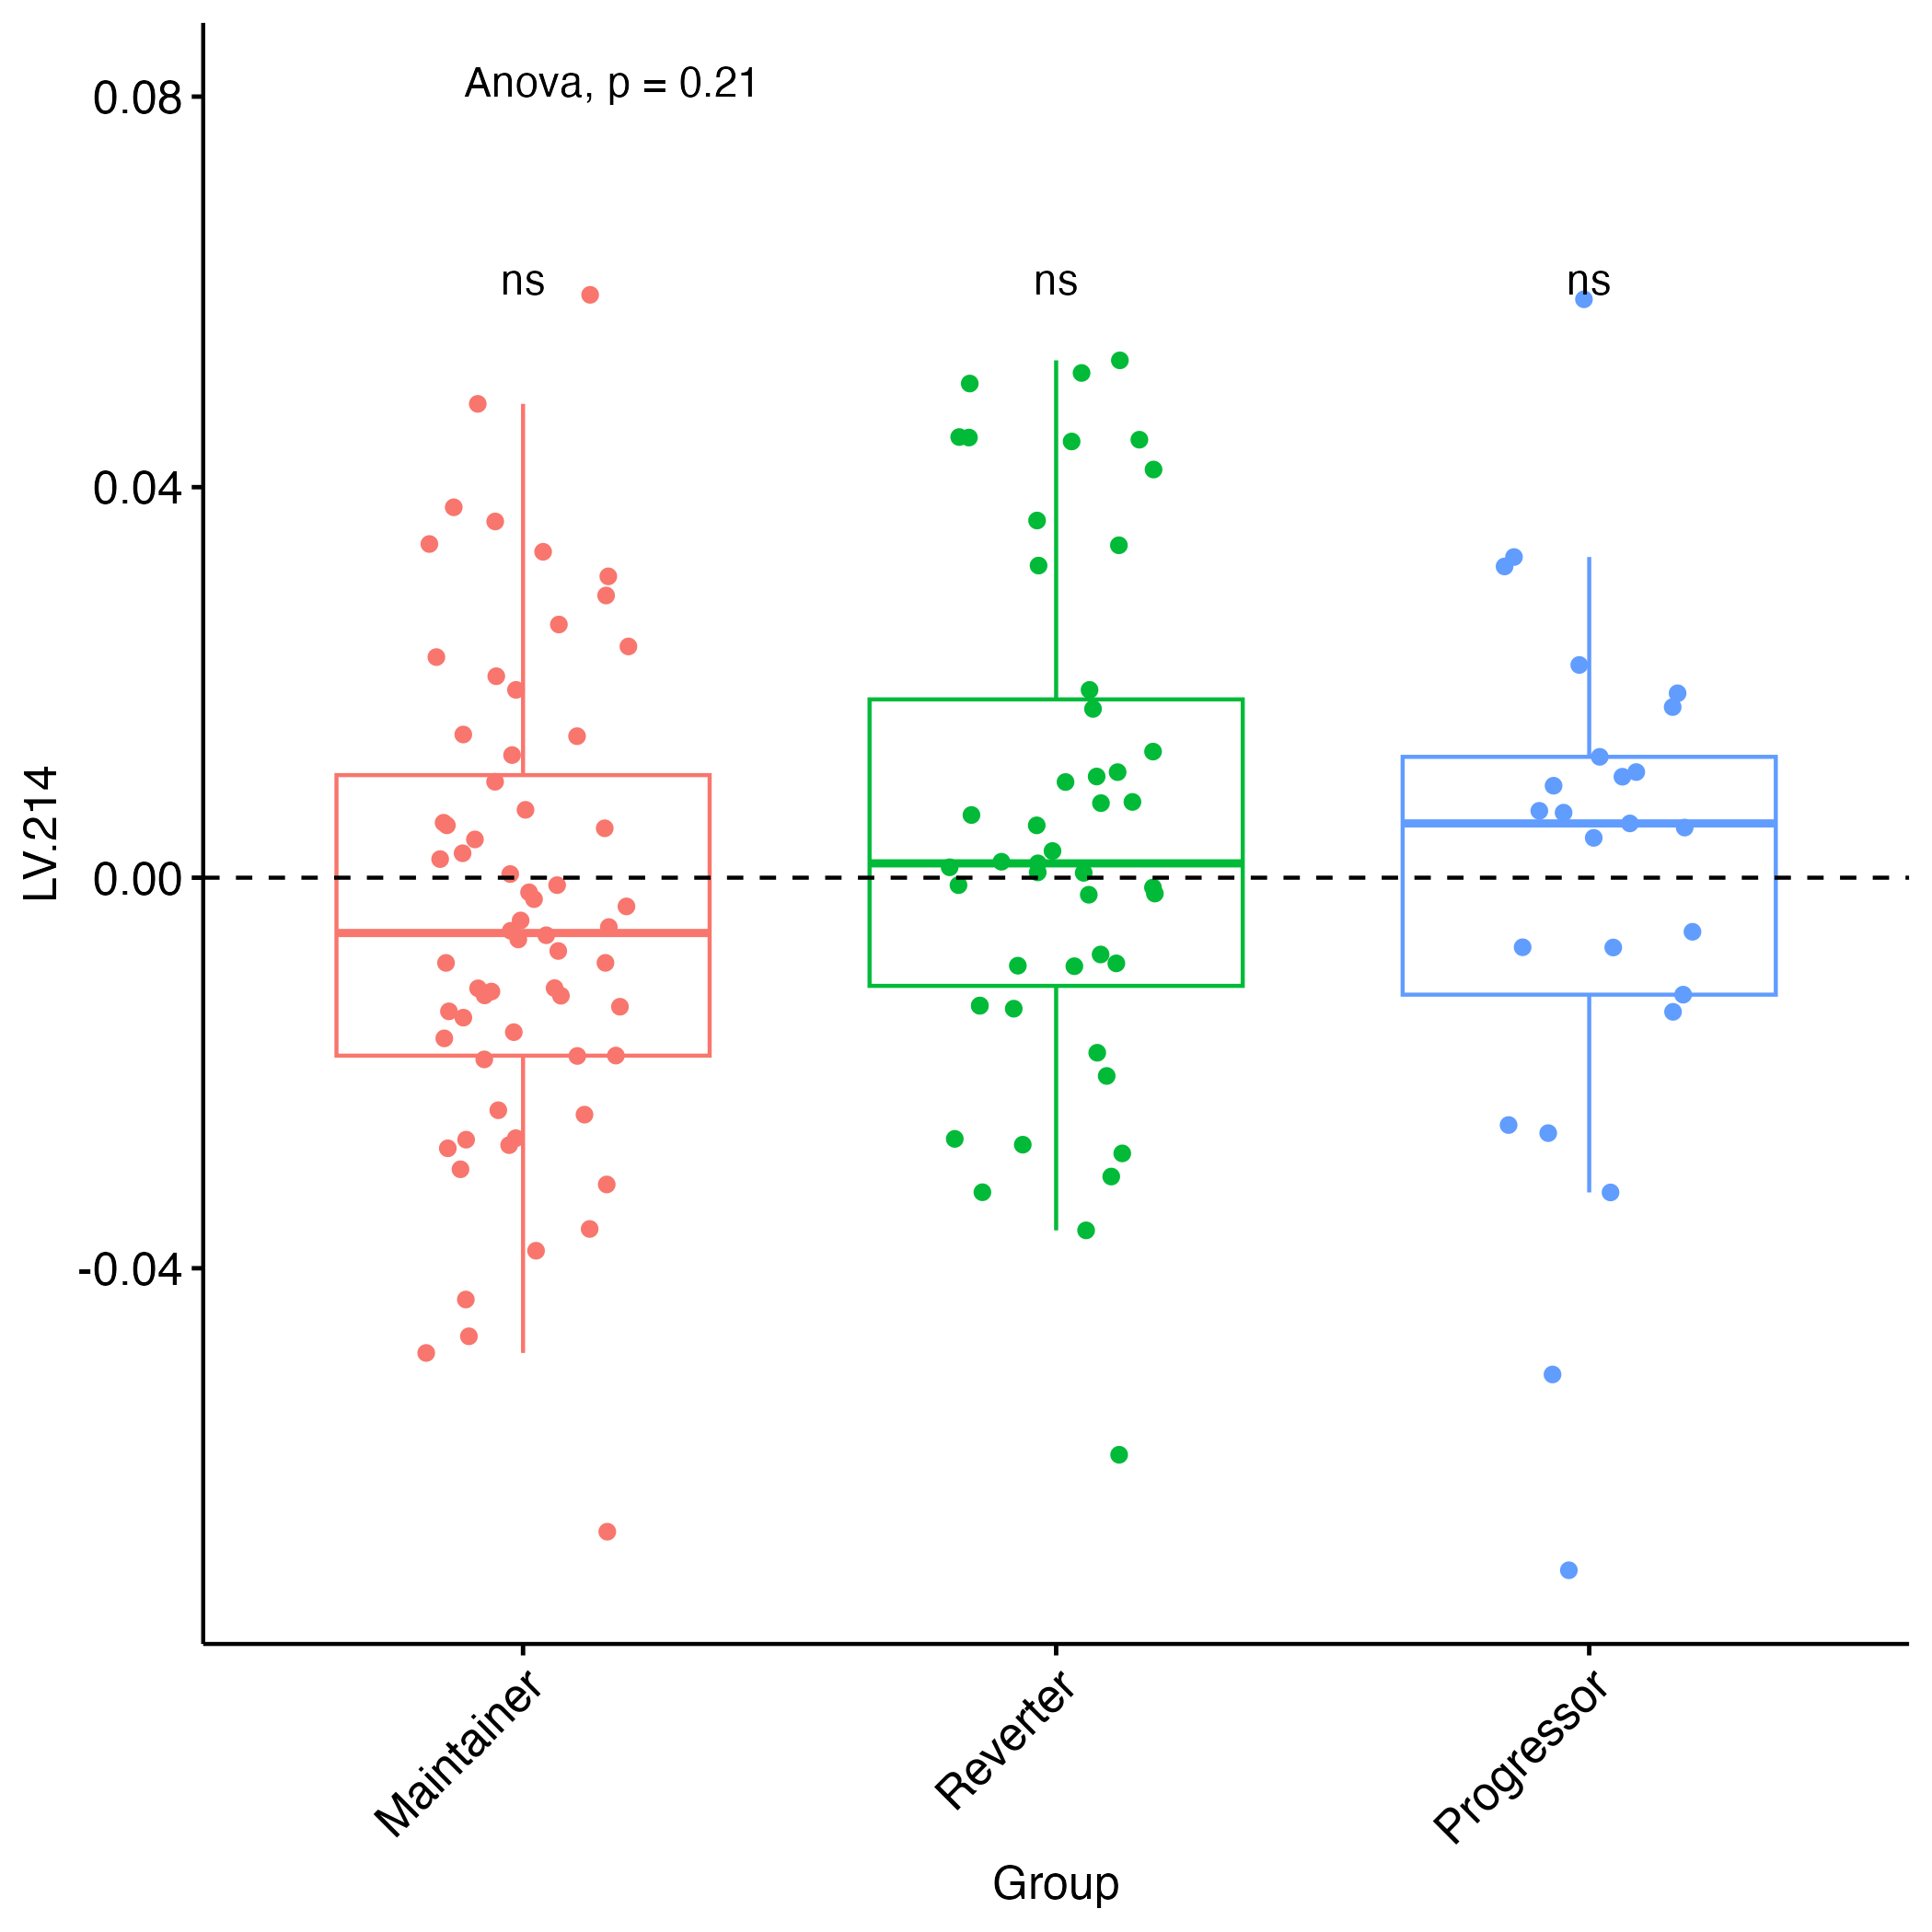 Anova, p = 0.21
0.08
ns ns ns
0.04
LV.214
0.00
-0.04
Maintainer Reverter Progressor
Group